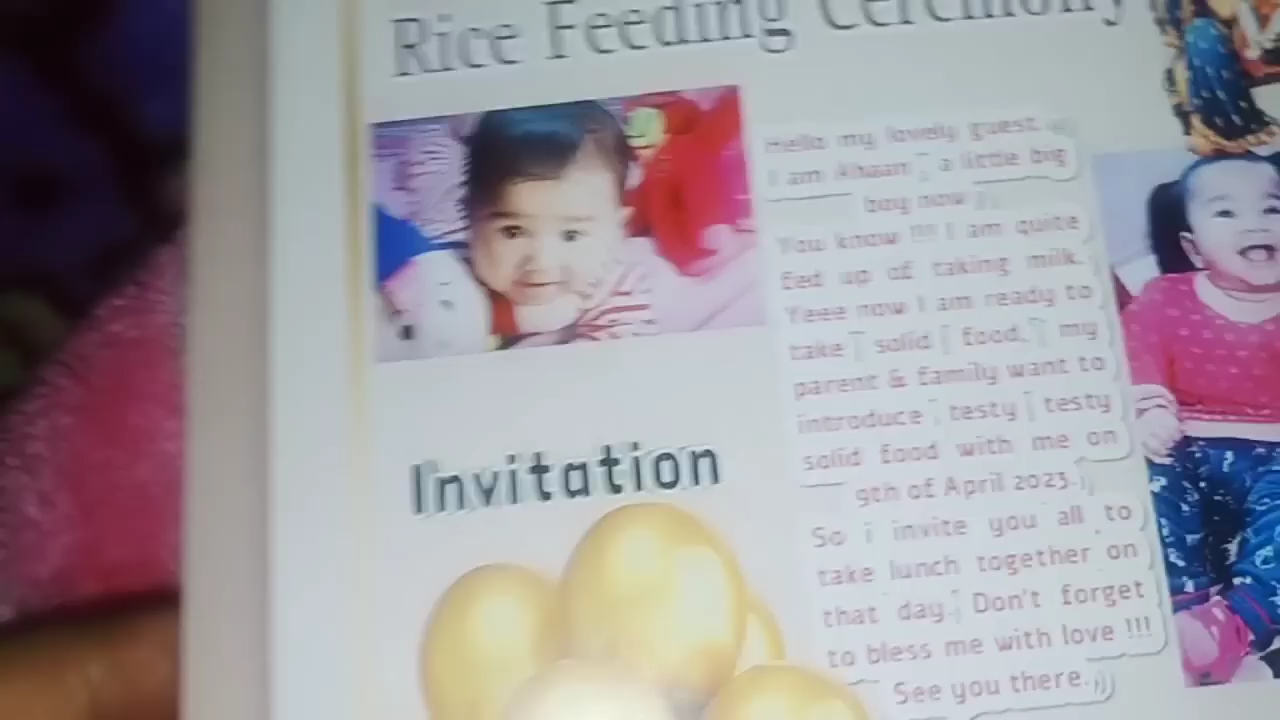 Rice Feeding Ceremony
Hello my lovely guest.
I am Ahaan, a little big
boy now
You know !!! I am quite
fed up of taking milk.
Yeee now I am ready to
take solid food, my
parent & family want to
introduce testy testy
solid food with me on
9th of April 2023.
So i invite you all to
take lunch together on
that day. Don't forget
to bless me with love !!!
See you there.
Invitation